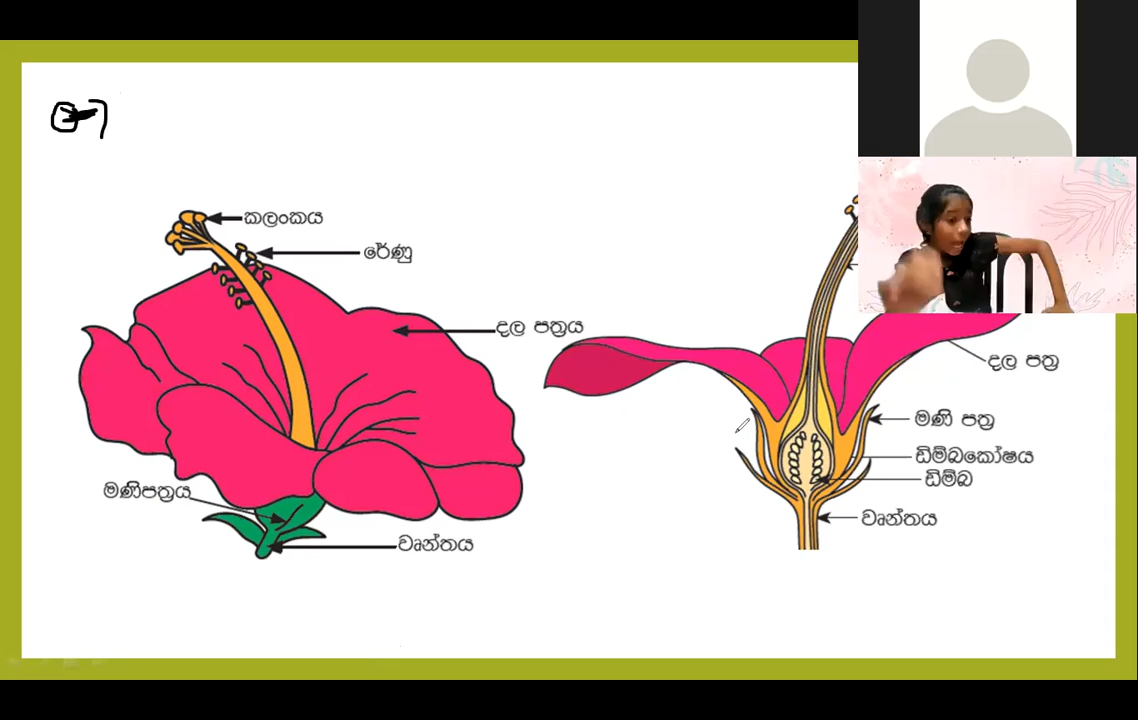 කලංකය
රේණු
දල පත්‍රය
මණිපත්‍රය
වෘන්තය
දල පත්‍ර
මණි පත්‍ර
ඩිම්බකෝෂය
ඩිම්බ
වෘන්තය